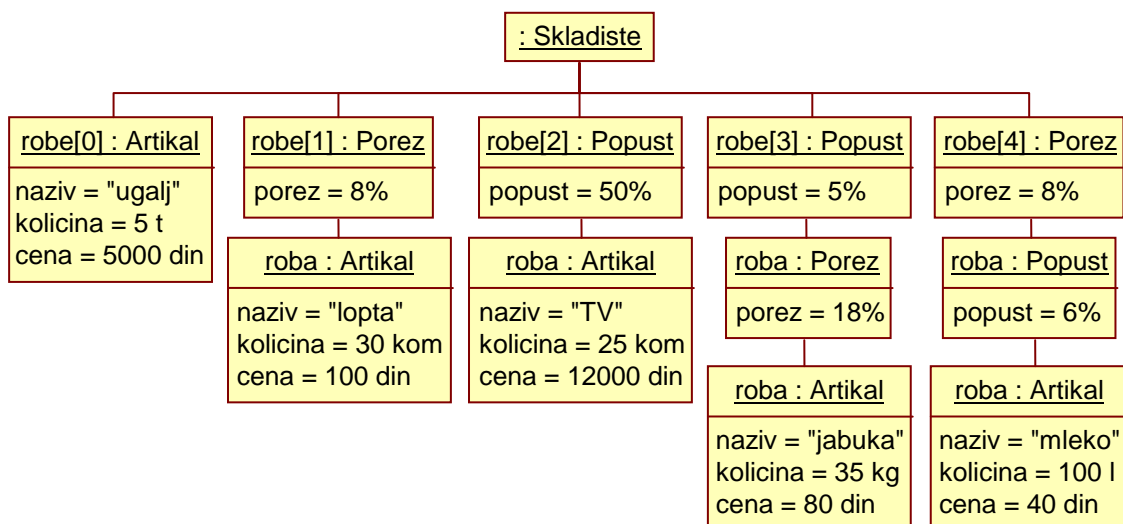 : Skladiste
robe[0] : Artikal
naziv = "ugalj"
kolicina = 5 t
cena = 5000 din
robe[1] : Porez
porez = 8%
roba : Artikal
naziv = "lopta"
kolicina = 30 kom
cena = 100 din
robe[2] : Popust
popust = 50%
roba : Artikal
naziv = "TV"
kolicina = 25 kom
cena = 12000 din
robe[3] : Popust
popust = 5%
roba : Porez
porez = 18%
roba : Artikal
naziv = "jabuka"
kolicina = 35 kg
cena = 80 din
robe[4] : Porez
porez = 8%
roba : Popust
popust = 6%
roba : Artikal
naziv = "mleko"
kolicina = 100 l
cena = 40 din